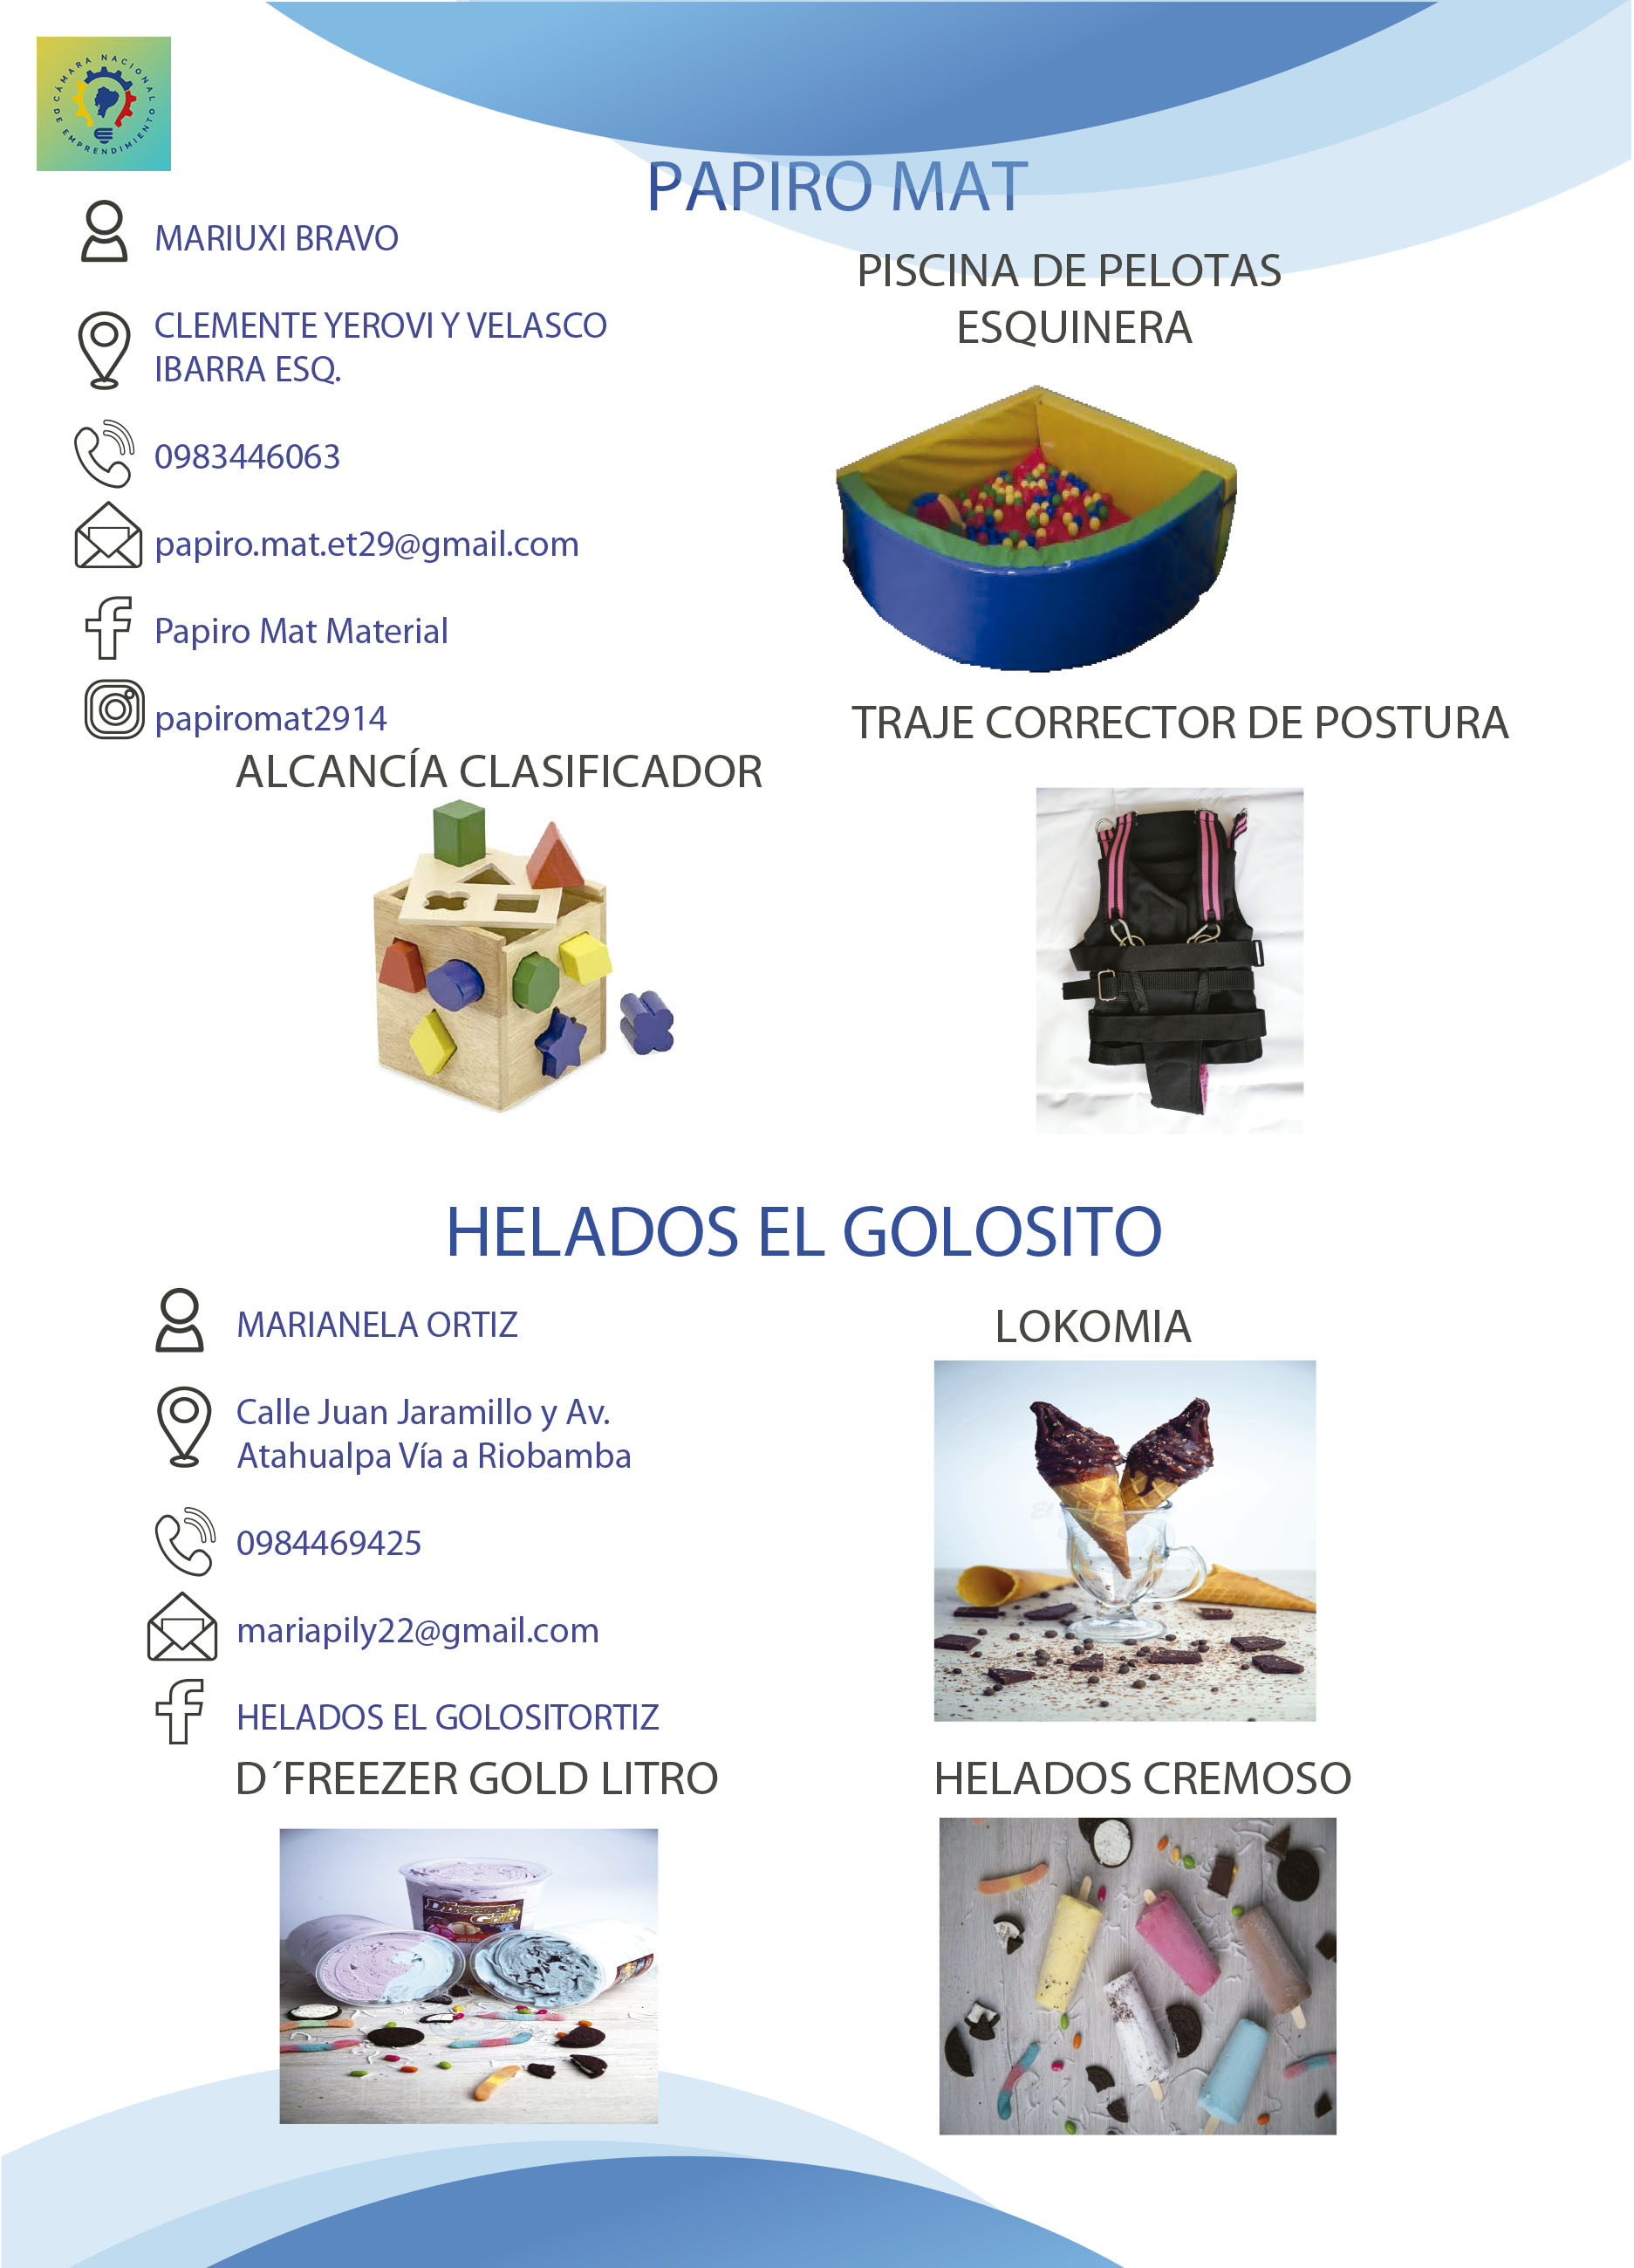 CÁMARA NACIONAL
DE EMPRENDIMIENTO
PAPIRO MAT
MARIUXI BRAVO
CLEMENTE YEROVI Y VELASCO
IBARRA ESQ.
0983446063
papiro.mat.et29@gmail.com
Papiro Mat Material
papiromat2914
PISCINA DE PELOTAS
ESQUINERA
TRAJE CORRECTOR DE POSTURA
ALCANCÍA CLASIFICADOR
HELADOS EL GOLOSITO
MARIANELA ORTIZ
Calle Juan Jaramillo y Av.
Atahualpa Vía a Riobamba
0984469425
mariapily22@gmail.com
HELADOS EL GOLOSITORTIZ
LOKOMIA
D´FREEZER GOLD LITRO
HELADOS CREMOSO
D'freezer
Gold